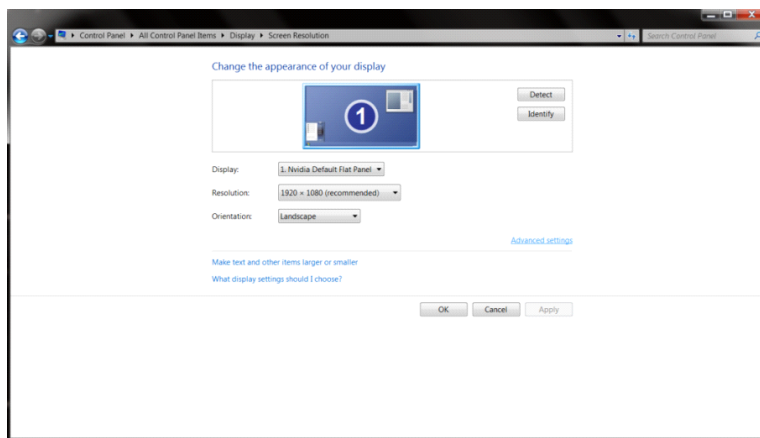 Control Panel ▸ All Control Panel Items ▸ Display ▸ Screen Resolution
Search Control Panel
Change the appearance of your display
1
Detect
Identify
Display: 1. Nvidia Default Flat Panel
Resolution: 1920 × 1080 (recommended)
Orientation: Landscape
Advanced settings
Make text and other items larger or smaller
What display settings should I choose?
OK Cancel Apply